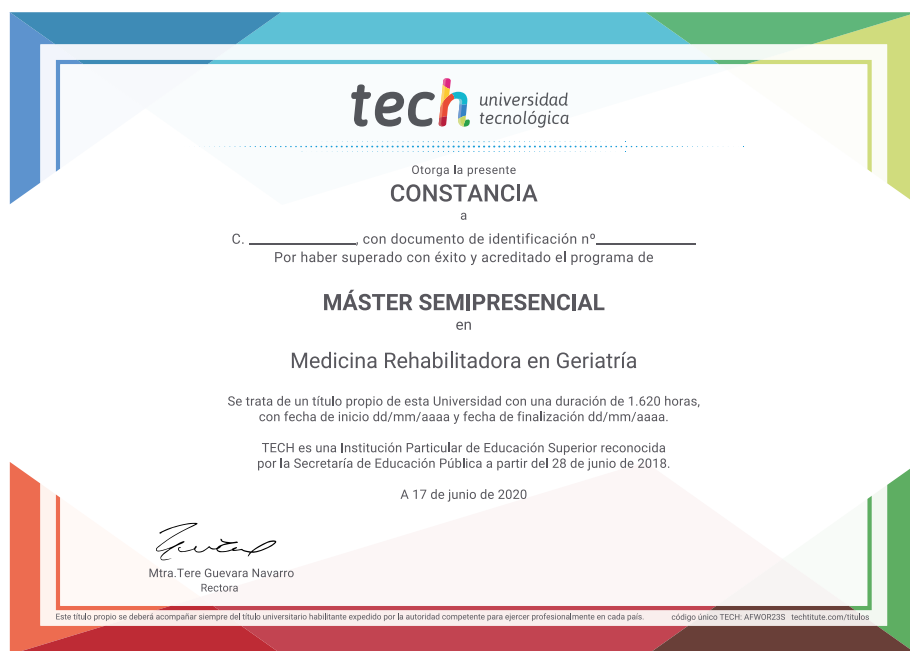 tech universidad
tecnológica
Otorga la presente
CONSTANCIA
a
C. ______________, con documento de identificación nº_____________
Por haber superado con éxito y acreditado el programa de
MÁSTER SEMIPRESENCIAL
en
Medicina Rehabilitadora en Geriatría
Se trata de un título propio de esta Universidad con una duración de 1.620 horas,
con fecha de inicio dd/mm/aaaa y fecha de finalización dd/mm/aaaa.
TECH es una Institución Particular de Educación Superior reconocida
por la Secretaría de Educación Pública a partir del 28 de junio de 2018.
A 17 de junio de 2020
Mtra.Tere Guevara Navarro
Rectora
Este título propio se deberá acompañar siempre del título universitario habilitante expedido por la autoridad competente para ejercer profesionalmente en cada país. código único TECH: AFWOR23S techtitute.com/titulos